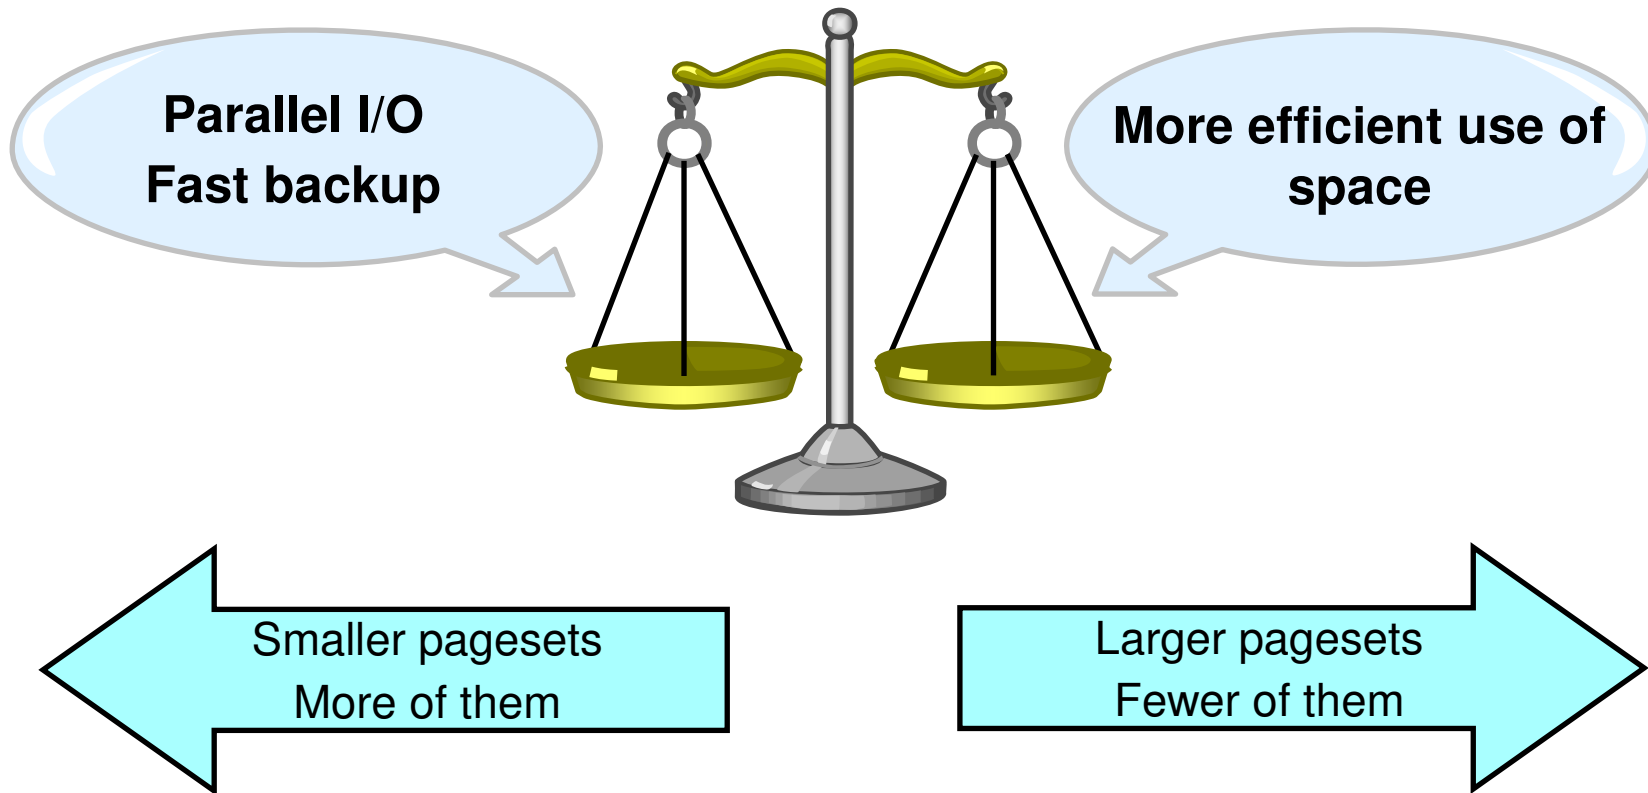 Parallel I/O
Fast backup
More efficient use of
space
Smaller pagesets
More of them
Larger pagesets
Fewer of them